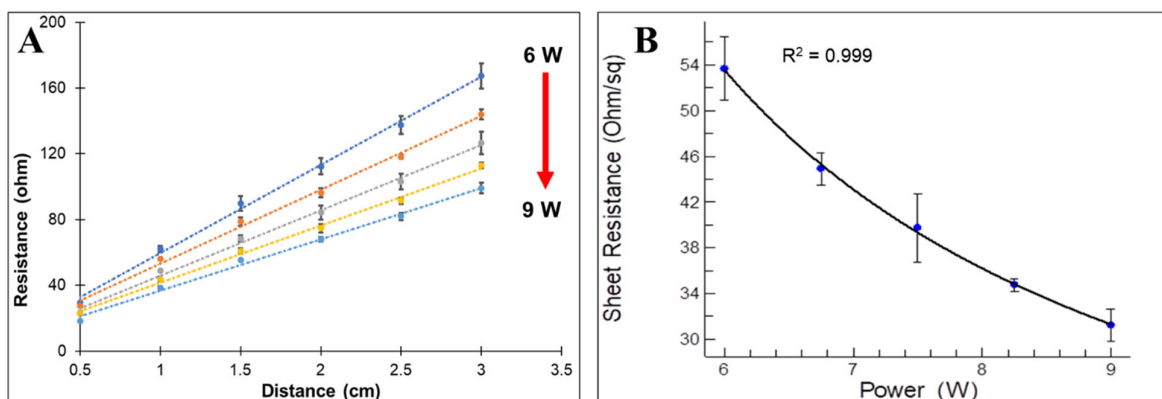 A
Resistance (ohm)
200
160
120
80
40
0
0.5 1 1.5 2 2.5 3 3.5
Distance (cm)
6 W
9 W
B
R² = 0.999
Sheet Resistance (Ohm/sq)
54
50
46
42
38
34
30
6 7 8 9
Power (W)